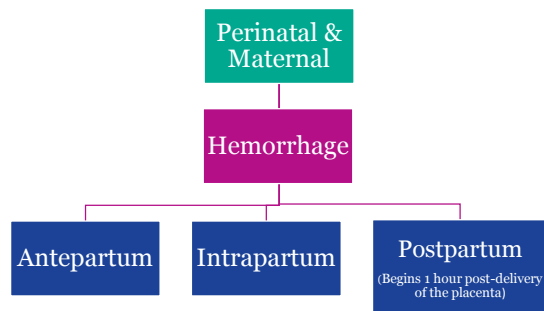 Perinatal &
Maternal
Hemorrhage
Antepartum
Intrapartum
Postpartum
(Begins 1 hour post-delivery
of the placenta)